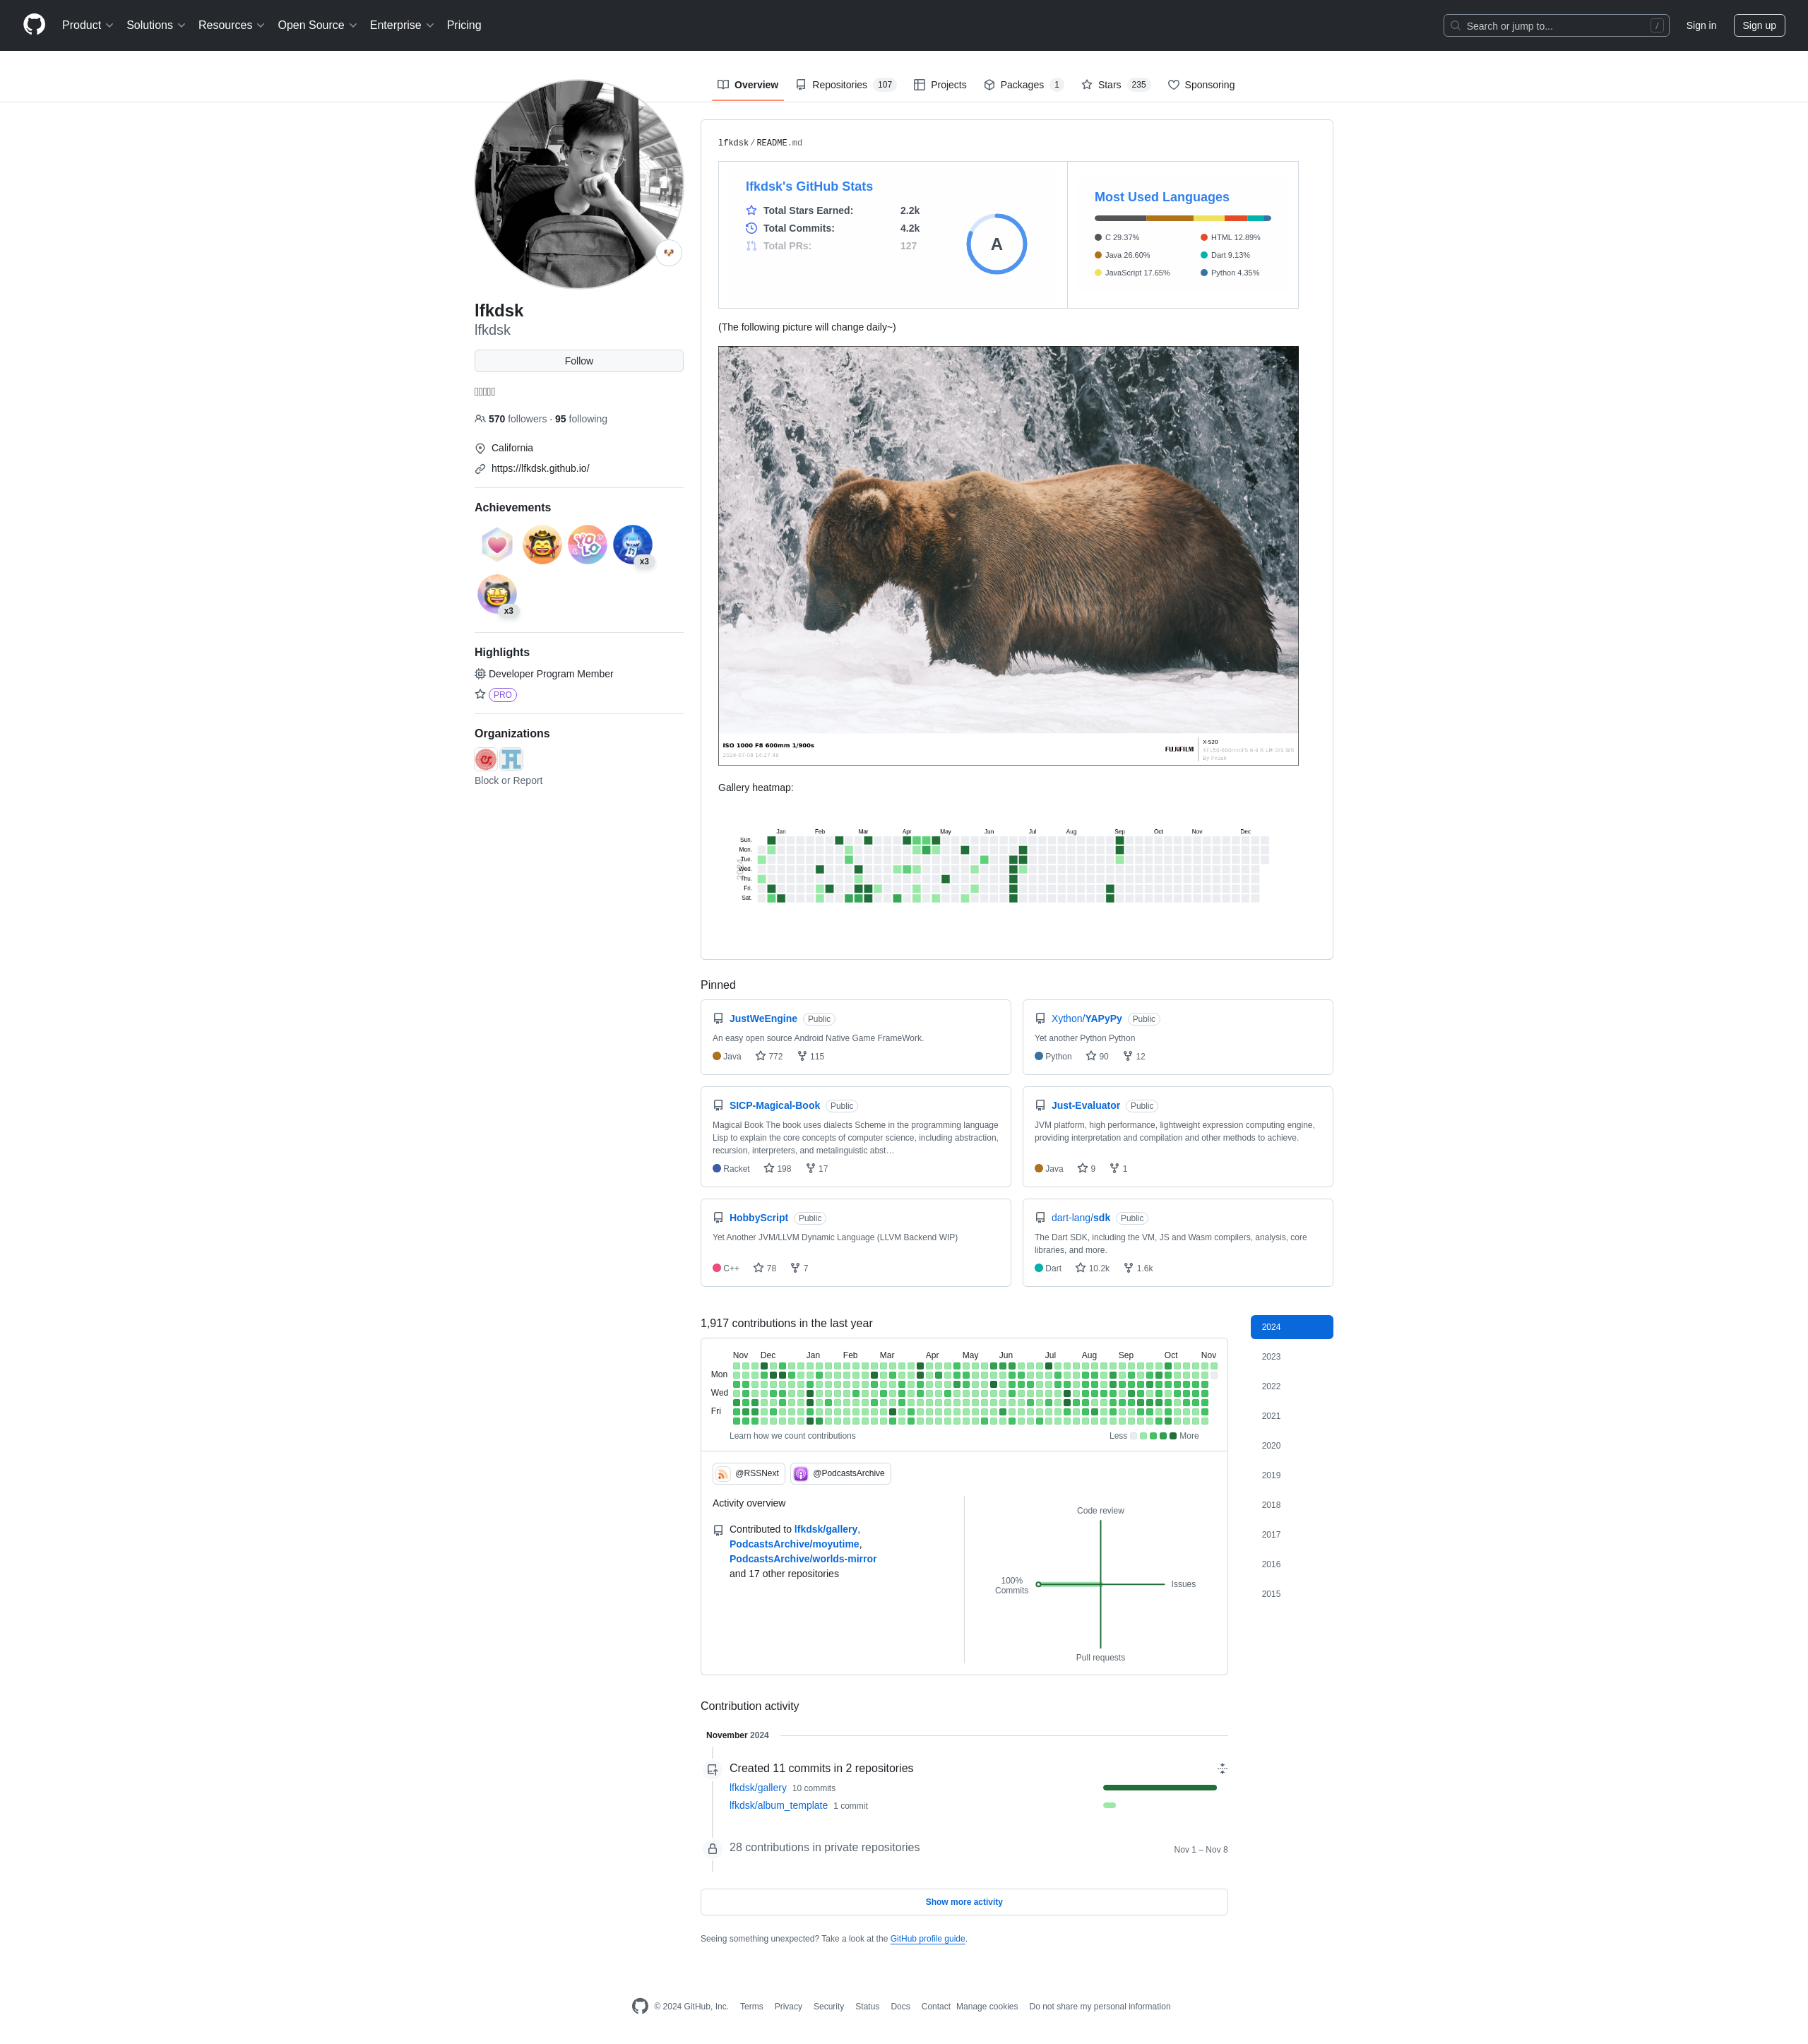 Product
Solutions
Resources
Open Source
Enterprise
Pricing
Search or jump to...
/
Sign in
Sign up
Overview
Repositories 107
Projects
Packages 1
Stars 235
Sponsoring
lfkdsk
lfkdsk
Follow
570 followers · 95 following
California
https://lfkdsk.github.io/
Achievements
YOLO
x3
x3
Highlights
Developer Program Member
PRO
Organizations
Block or Report
lfkdsk/README.md
lfkdsk's GitHub Stats
Total Stars Earned: 2.2k
Total Commits: 4.2k
Total PRs: 127
A
Most Used Languages
C 29.37%
HTML 12.89%
Java 26.60%
Dart 9.13%
JavaScript 17.65%
Python 4.35%
(The following picture will change daily~)
ISO 1000 F8 600mm 1/900s
FUJIFILM
X-S20
Gallery heatmap:
Jan Feb Mar Apr May Jun Jul Aug Sep Oct Nov Dec
Sun.
Mon.
Tue.
Wed.
Thu.
Fri.
Sat.
Pinned
JustWeEngine Public
An easy open source Android Native Game FrameWork.
Java 772 115
Xython/YAPyPy Public
Yet another Python Python
Python 90 12
SICP-Magical-Book Public
Magical Book The book uses dialects Scheme in the programming language
Lisp to explain the core concepts of computer science, including abstraction,
recursion, interpreters, and metalinguistic abst…
Racket 198 17
Just-Evaluator Public
JVM platform, high performance, lightweight expression computing engine,
providing interpretation and compilation and other methods to achieve.
Java 9 1
HobbyScript Public
Yet Another JVM/LLVM Dynamic Language (LLVM Backend WIP)
C++ 78 7
dart-lang/sdk Public
The Dart SDK, including the VM, JS and Wasm compilers, analysis, core
libraries, and more.
Dart 10.2k 1.6k
1,917 contributions in the last year
Nov Dec Jan Feb Mar Apr May Jun Jul Aug Sep Oct Nov
Mon
Wed
Fri
Learn how we count contributions
Less More
2024
2023
2022
2021
2020
2019
2018
2017
2016
2015
@RSSNext
@PodcastsArchive
Activity overview
Contributed to lfkdsk/gallery,
PodcastsArchive/moyutime,
PodcastsArchive/worlds-mirror
and 17 other repositories
Code review
100%
Commits
Issues
Pull requests
Contribution activity
November 2024
Created 11 commits in 2 repositories
lfkdsk/gallery 10 commits
lfkdsk/album_template 1 commit
28 contributions in private repositories
Nov 1 – Nov 8
Show more activity
Seeing something unexpected? Take a look at the GitHub profile guide.
© 2024 GitHub, Inc.
Terms
Privacy
Security
Status
Docs
Contact
Manage cookies
Do not share my personal information